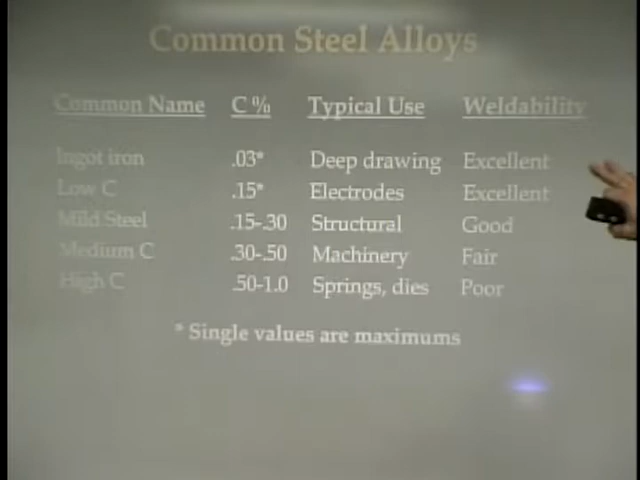 Common Steel Alloys
Common Name C % Typical Use Weldability
Ingot iron .03* Deep drawing Excellent
Low C .15* Electrodes Excellent
Mild Steel .15-.30 Structural Good
Medium C .30-.50 Machinery Fair
High C .50-1.0 Springs, dies Poor
* Single values are maximums